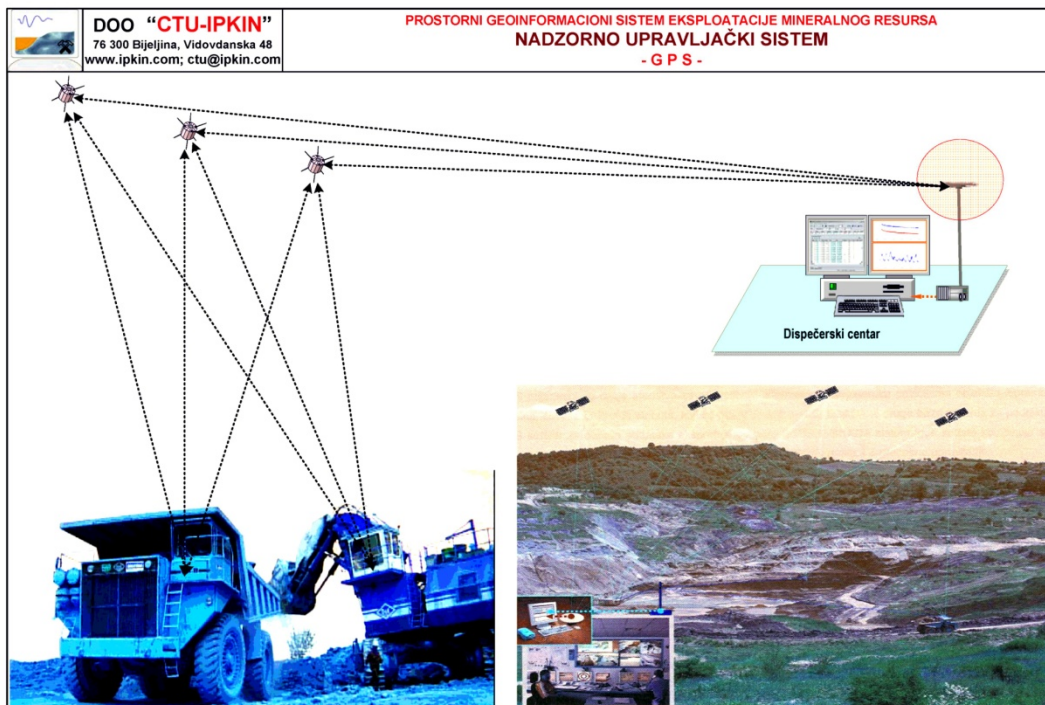 DOO “CTU-IPKIN”
76 300 Bijeljina, Vidovdanska 48
www.ipkin.com; ctu@ipkin.com
PROSTORNI GEOINFORMACIONI SISTEM EKSPLOATACIJE MINERALNOG RESURSA
NADZORNO UPRAVLJAČKI SISTEM
- G P S -
Dispečerski centar